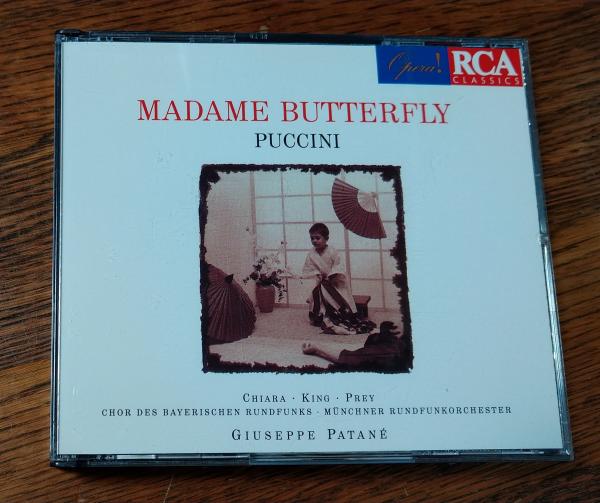 Opera!
RCA
CLASSICS
MADAME BUTTERFLY
PUCCINI
CHIARA · KING · PREY
CHOR DES BAYERISCHEN RUNDFUNKS · MÜNCHNER RUNDFUNKORCHESTER
GIUSEPPE PATANÉ